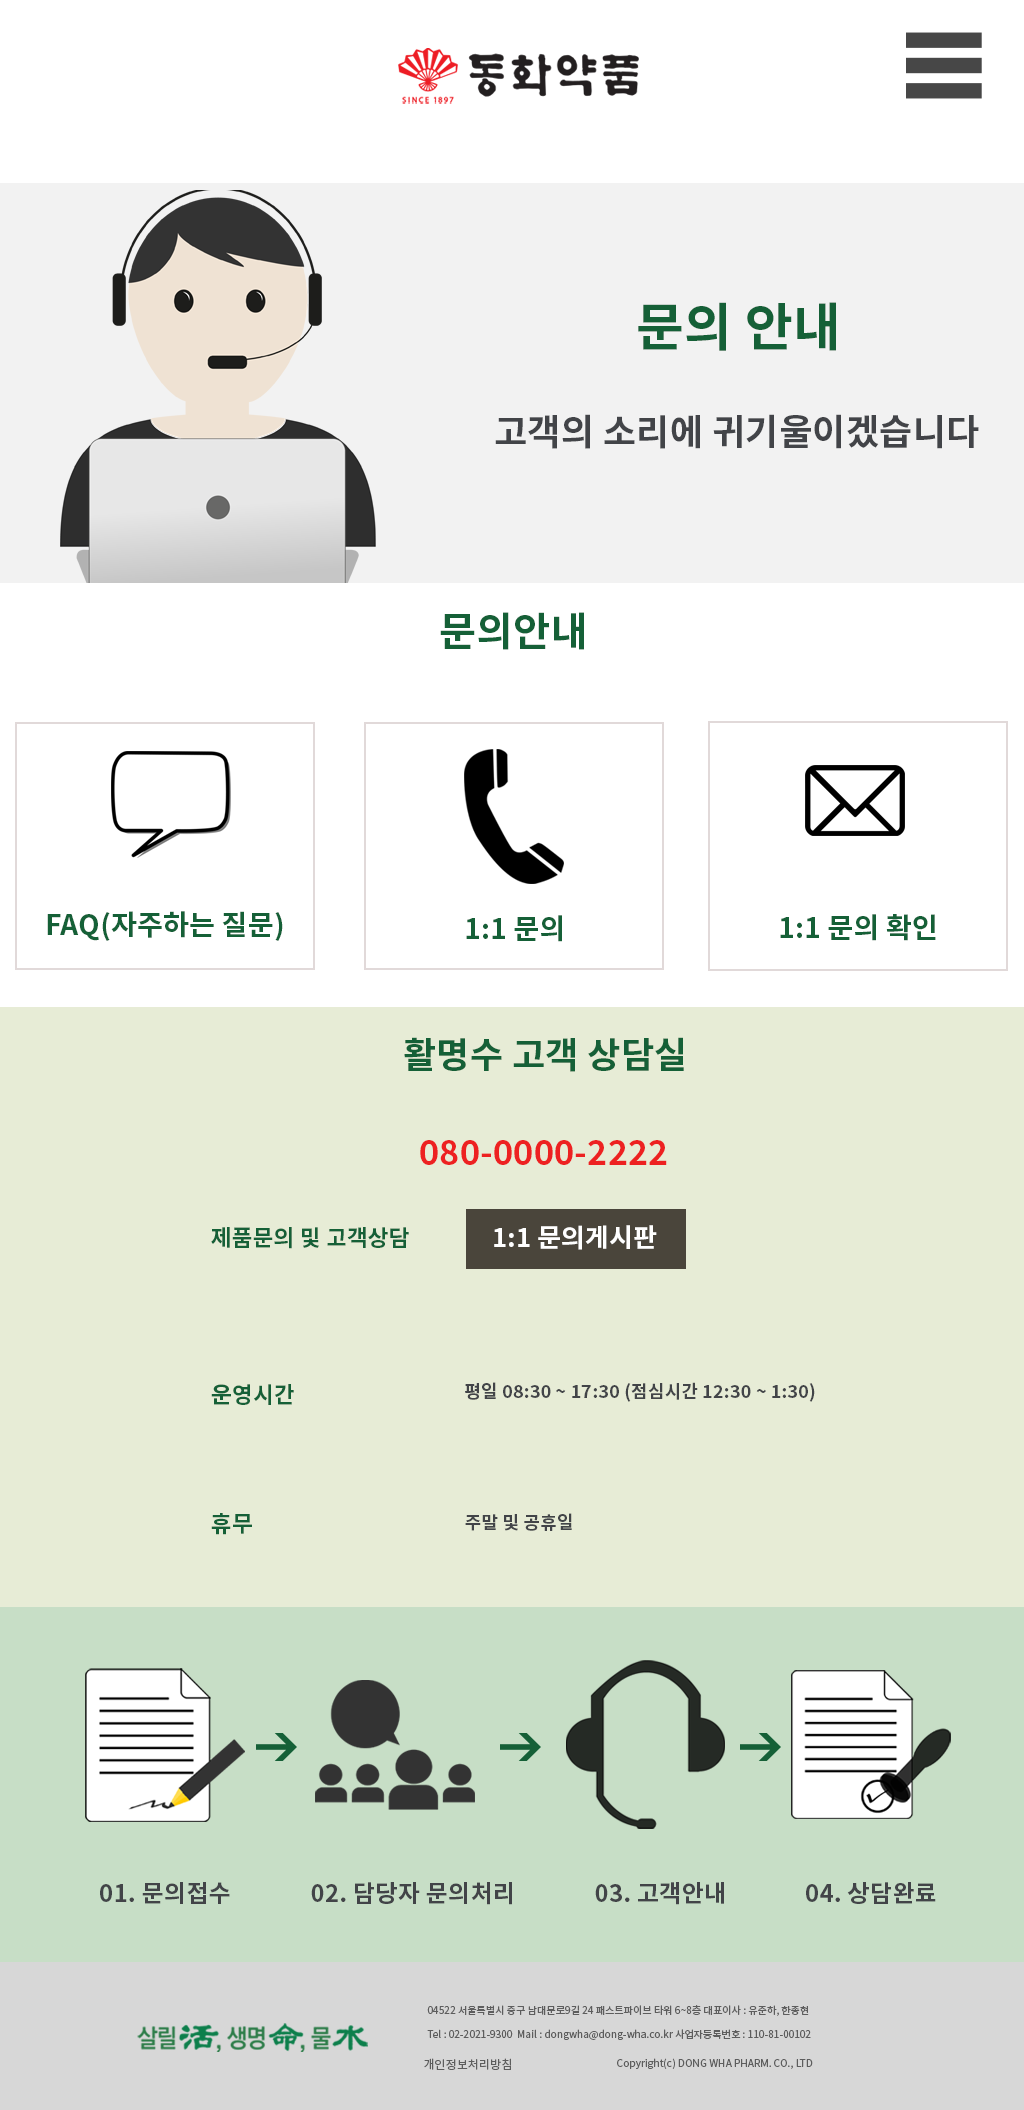 SINCE 1897
동화약품
문의 안내
고객의 소리에 귀기울이겠습니다
문의안내
FAQ(자주하는 질문)
1:1 문의
1:1 문의 확인
활명수 고객 상담실
080-0000-2222
제품문의 및 고객상담
1:1 문의게시판
운영시간
평일 08:30 ~ 17:30 (점심시간 12:30 ~ 1:30)
휴무
주말 및 공휴일
01. 문의접수
02. 담당자 문의처리
03. 고객안내
04. 상담완료
살릴活, 생명命, 물水
04522 서울특별시 중구 남대문로9길 24 패스트파이브 타워 6~8층 대표이사 : 유준하, 한종현
Tel : 02-2021-9300 Mail : dongwha@dong-wha.co.kr 사업자등록번호 : 110-81-00102
개인정보처리방침
Copyright(c) DONG WHA PHARM. CO., LTD